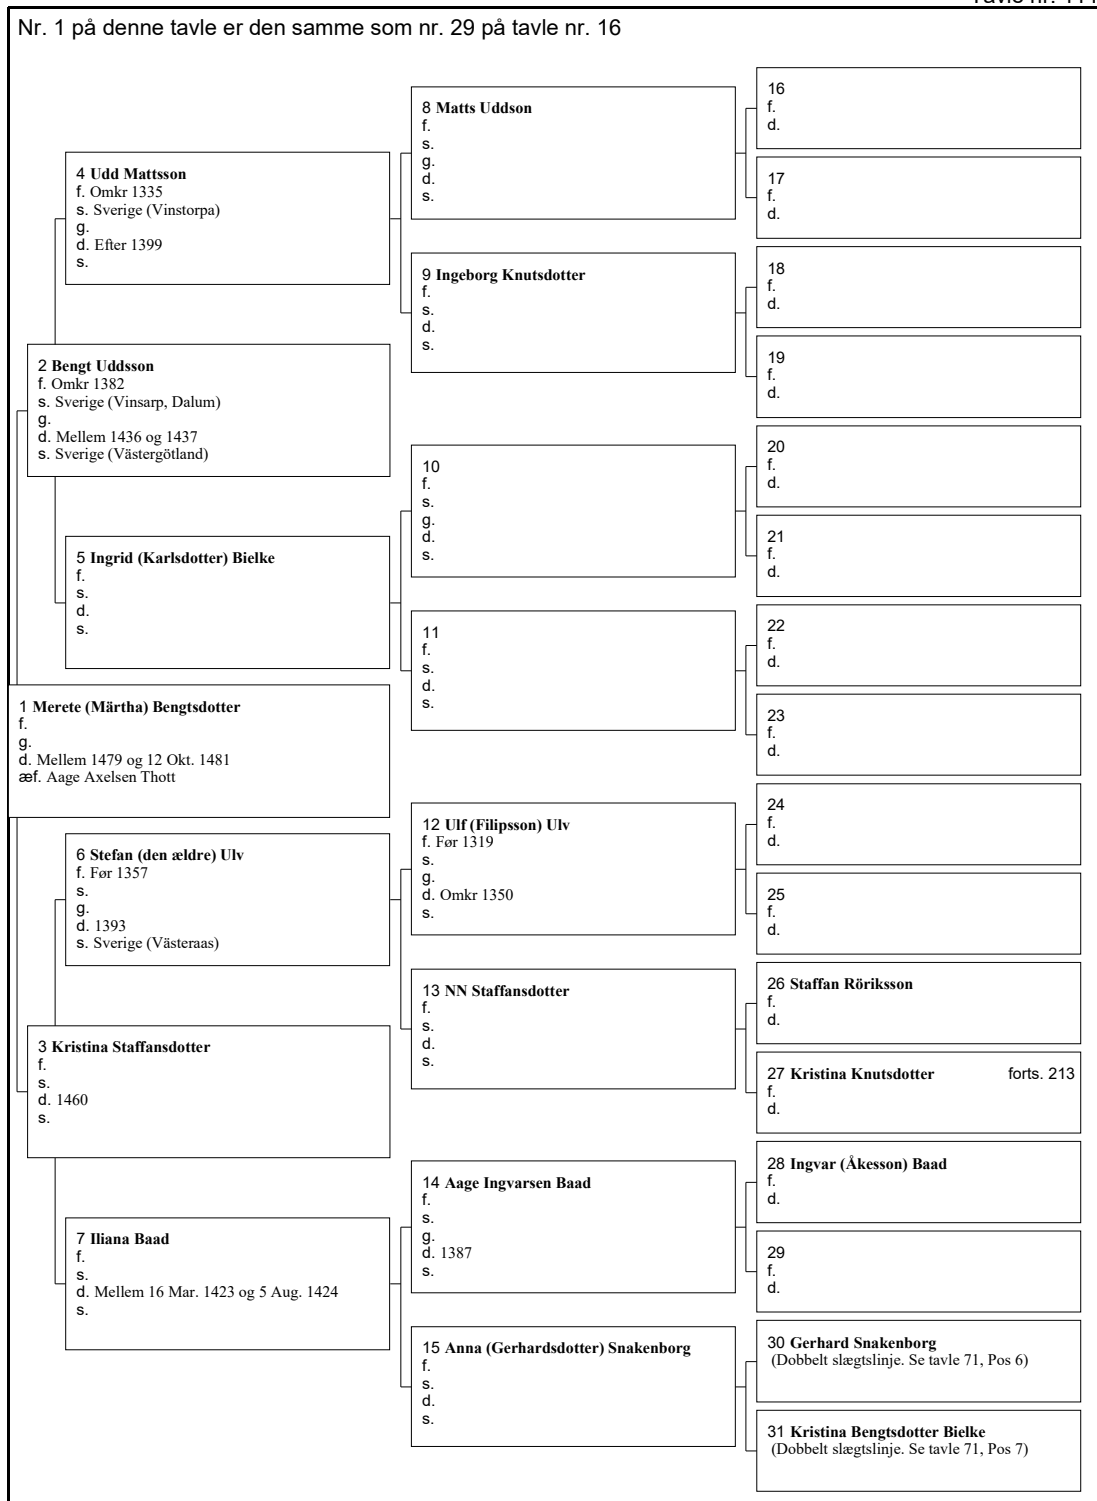 Nr. 1 på denne tavle er den samme som nr. 29 på tavle nr. 16
16
f.
d.
8 Matts Uddson
f.
s.
g.
d.
s.
4 Udd Mattsson
f. Omkr 1335
s. Sverige (Vinstorpa)
g.
d. Efter 1399
s.
17
f.
d.
9 Ingeborg Knutsdotter
f.
s.
d.
s.
18
f.
d.
19
f.
d.
2 Bengt Uddsson
f. Omkr 1382
s. Sverige (Vinsarp, Dalum)
g.
d. Mellem 1436 og 1437
s. Sverige (Västergötland)
10
f.
s.
g.
d.
s.
20
f.
d.
21
f.
d.
5 Ingrid (Karlsdotter) Bielke
f.
s.
d.
s.
11
f.
s.
d.
s.
22
f.
d.
23
f.
d.
1 Merete (Märtha) Bengtsdotter
f.
g.
d. Mellem 1479 og 12 Okt. 1481
æf. Aage Axelsen Thott
24
f.
d.
12 Ulf (Filipsson) Ulv
f. Før 1319
s.
g.
d. Omkr 1350
s.
6 Stefan (den ældre) Ulv
f. Før 1357
s.
g.
d. 1393
s. Sverige (Västeraas)
25
f.
d.
13 NN Staffansdotter
f.
s.
d.
s.
26 Staffan Röriksson
f.
d.
3 Kristina Staffansdotter
f.
s.
d. 1460
s.
27 Kristina Knutsdotter forts. 213
f.
d.
14 Aage Ingvarsen Baad
f.
s.
g.
d. 1387
s.
28 Ingvar (Åkesson) Baad
f.
d.
7 Iliana Baad
f.
s.
d. Mellem 16 Mar. 1423 og 5 Aug. 1424
s.
29
f.
d.
15 Anna (Gerhardsdotter) Snakenborg
f.
s.
d.
s.
30 Gerhard Snakenborg
(Dobbelt slægtslinje. Se tavle 71, Pos 6)
31 Kristina Bengtsdotter Bielke
(Dobbelt slægtslinje. Se tavle 71, Pos 7)